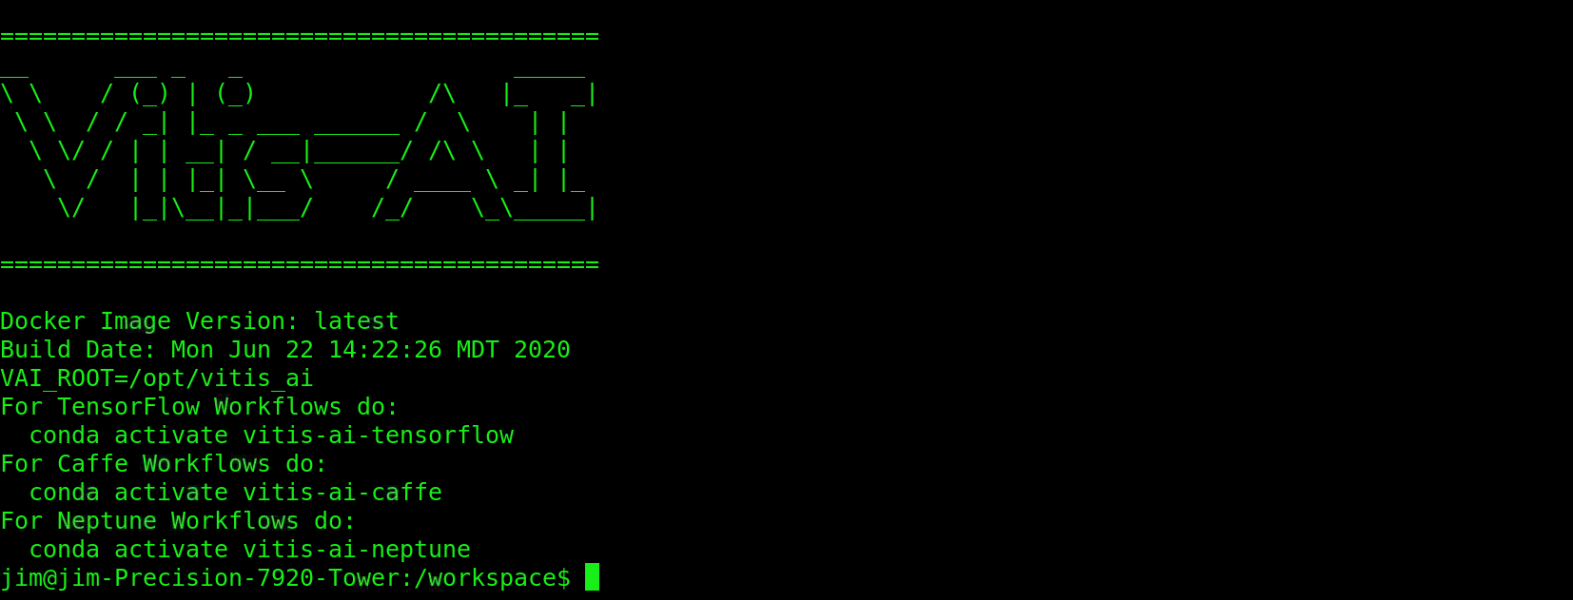 ==========================================
__      ___ _   _                   ______
\ \    / (_) | (_)            /\   |_   _|
 \ \  / / _| |_ _ ___ ______ /  \    | |
  \ \/ / | | __| / __|______/ /\ \   | |
   \  /  | | |_| \__ \     / ____ \ _| |_
    \/   |_|\__|_|___/    /_/    \_\_____|
==========================================
Docker Image Version: latest
Build Date: Mon Jun 22 14:22:26 MDT 2020
VAI_ROOT=/opt/vitis_ai
For TensorFlow Workflows do:
  conda activate vitis-ai-tensorflow
For Caffe Workflows do:
  conda activate vitis-ai-caffe
For Neptune Workflows do:
  conda activate vitis-ai-neptune
jim@jim-Precision-7920-Tower:/workspace$